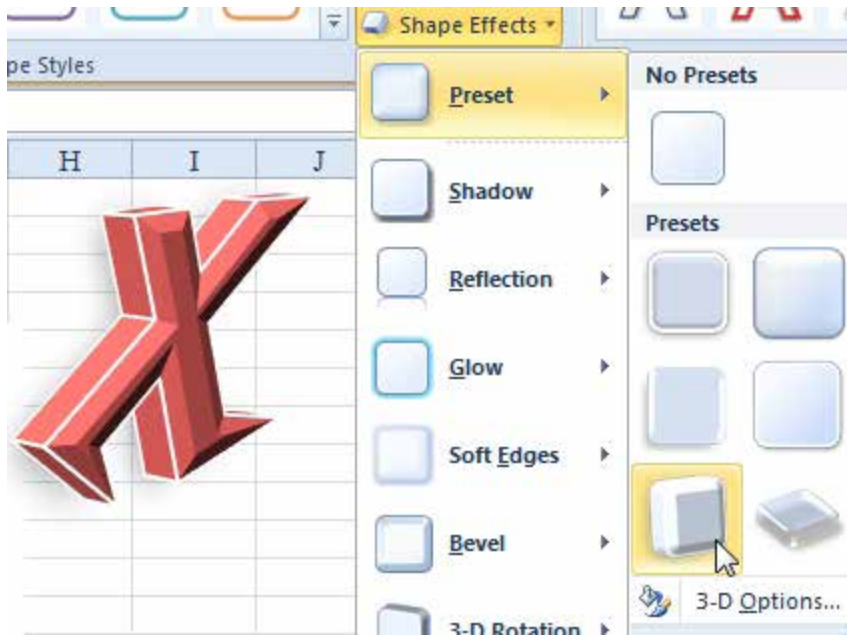 Shape Effects
pe Styles
No Presets
Preset
H I J
Shadow
Presets
Reflection
Glow
Soft Edges
Bevel
3-D Options...
3-D Rotation